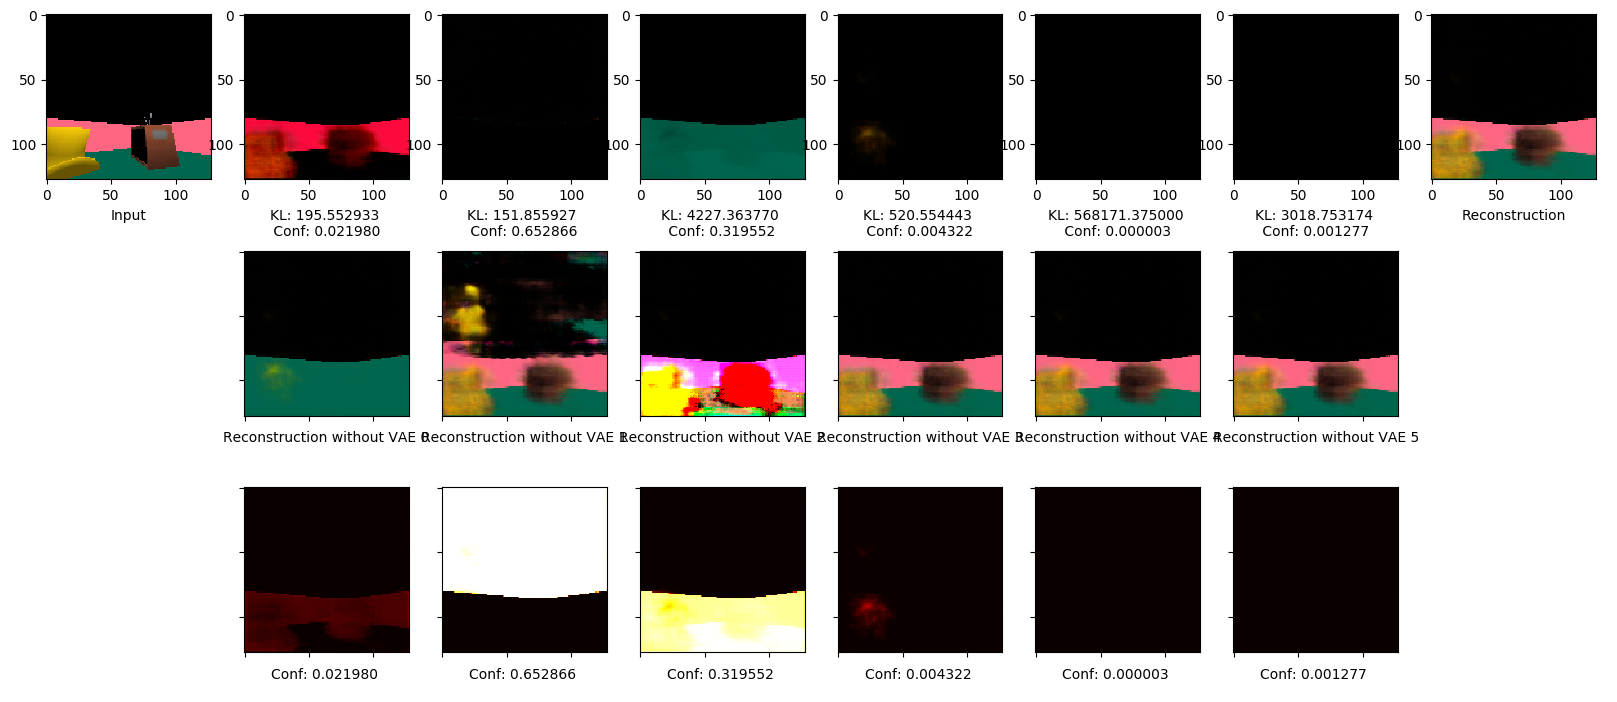 0
0
0
0
0
0
0
0
50
50
50
50
50
50
50
50
100
100
100
100
100
100
100
100
0 50 100
0 50 100
0 50 100
0 50 100
0 50 100
0 50 100
0 50 100
0 50 100
Input
KL: 195.552933
Conf: 0.021980
KL: 151.855927
Conf: 0.652866
KL: 4227.363770
Conf: 0.319552
KL: 520.554443
Conf: 0.004322
KL: 568171.375000
Conf: 0.000003
KL: 3018.753174
Conf: 0.001277
Reconstruction
Reconstruction without VAE 0
Reconstruction without VAE 1
Reconstruction without VAE 2
Reconstruction without VAE 3
Reconstruction without VAE 4
Reconstruction without VAE 5
Conf: 0.021980
Conf: 0.652866
Conf: 0.319552
Conf: 0.004322
Conf: 0.000003
Conf: 0.001277